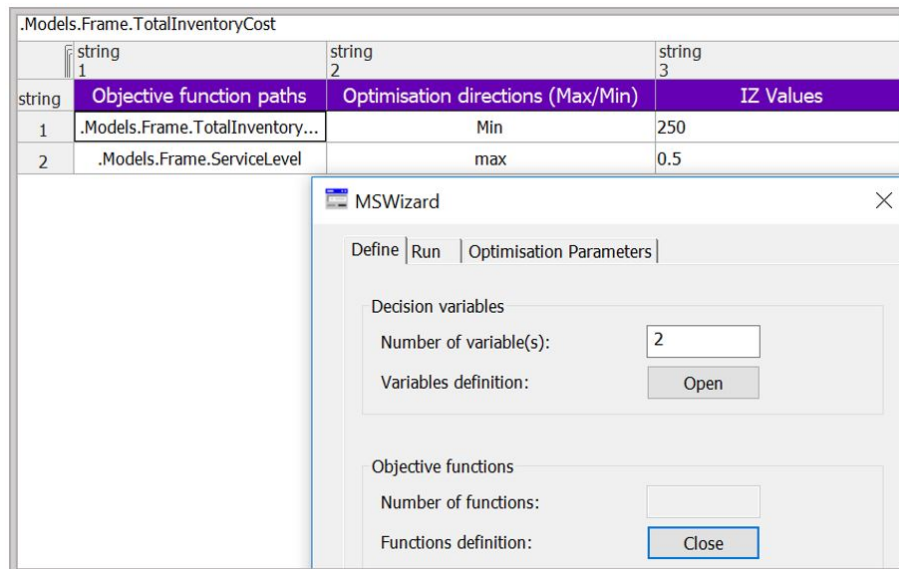 .Models.Frame.TotalInventoryCost
string string string
1 2 3
string Objective function paths Optimisation directions (Max/Min) IZ Values
1 .Models.Frame.TotalInventory... Min 250
2 .Models.Frame.ServiceLevel max 0.5
MSWizard
Define Run Optimisation Parameters
Decision variables
Number of variable(s): 2
Variables definition: Open
Objective functions
Number of functions:
Functions definition: Close